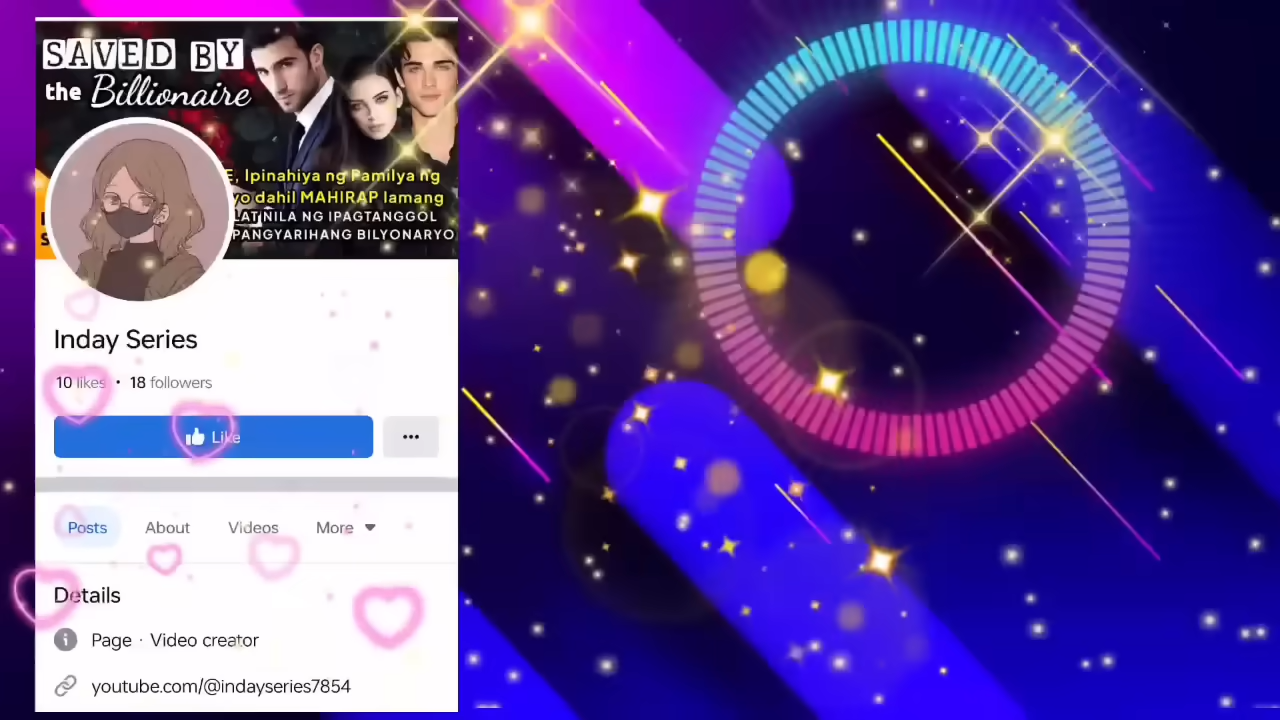 SAVED BY
the Billionaire
E, Ipinahiya ng Pamilya ng
yo dahil MAHIRAP lamang
LAT NILA NG IPAGTANGGOL
PANGYARIHANG BILYONARYO
Inday Series
10 likes • 18 followers
Like
Posts About Videos More
Details
Page · Video creator
youtube.com/@indayseries7854